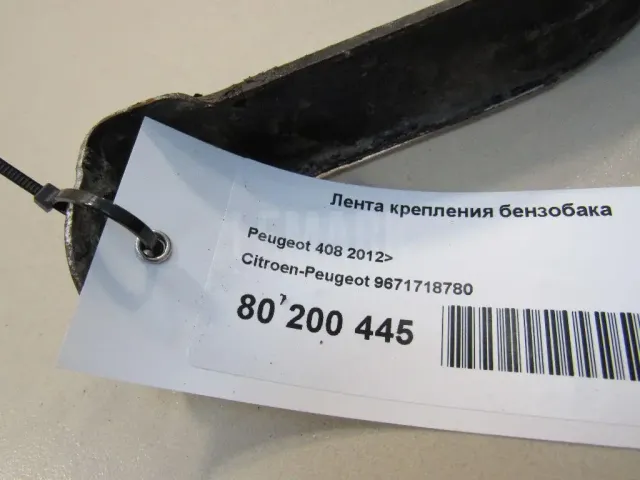 Лента крепления бензобака
Peugeot 408 2012>
Citroen-Peugeot 9671718780
80’200 445